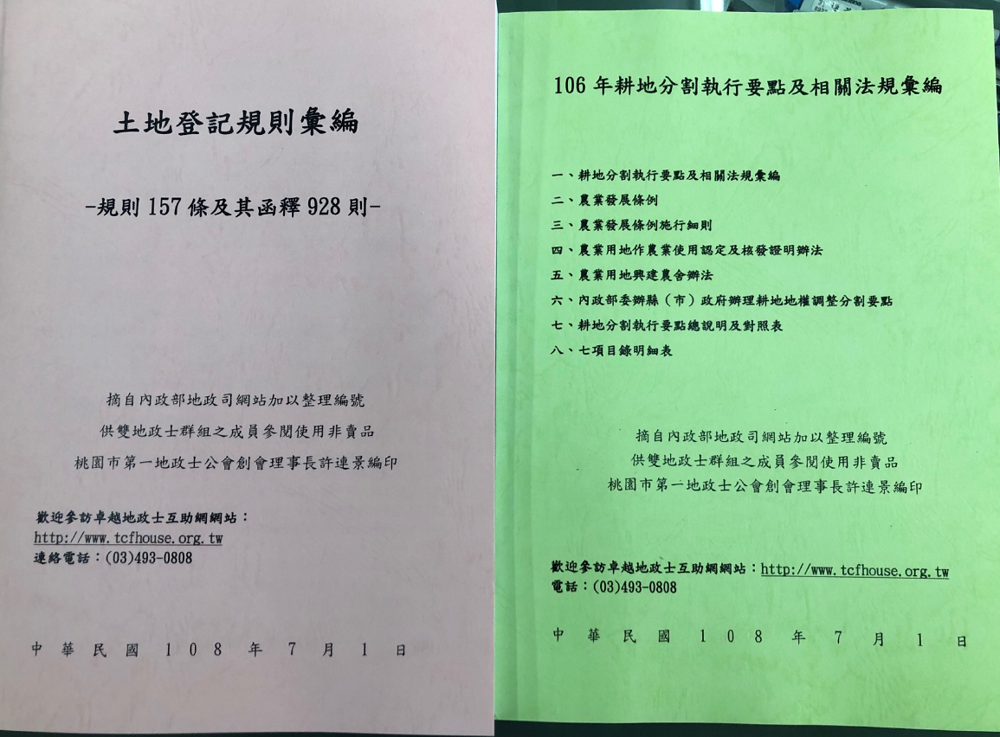 土地登記規則彙編
-規則157條及其函釋928則-
摘自內政部地政司網站加以整理編號
供雙地政士群組之成員參閱使用非賣品
桃園市第一地政士公會創會理事長許連景編印
歡迎參訪卓越地政士互助網網站：
http://www.tcfhouse.org.tw
連絡電話：(03)493-0808
中華民國108年7月1日
106年耕地分割執行要點及相關法規彙編
一、耕地分割執行要點及相關法規彙編
二、農業發展條例
三、農業發展條例施行細則
四、農業用地作農業使用認定及核發證明辦法
五、農業用地興建農舍辦法
六、內政部委辦縣（市）政府辦理耕地地權調整分割要點
七、耕地分割執行要點總說明及對照表
八、七項目錄明細表
摘自內政部地政司網站加以整理編號
供雙地政士群組之成員參閱使用非賣品
桃園市第一地政士公會創會理事長許連景編印
歡迎參訪卓越地政士互助網網站：http://www.tcfhouse.org.tw
電話：(03)493-0808
中華民國108年7月1日